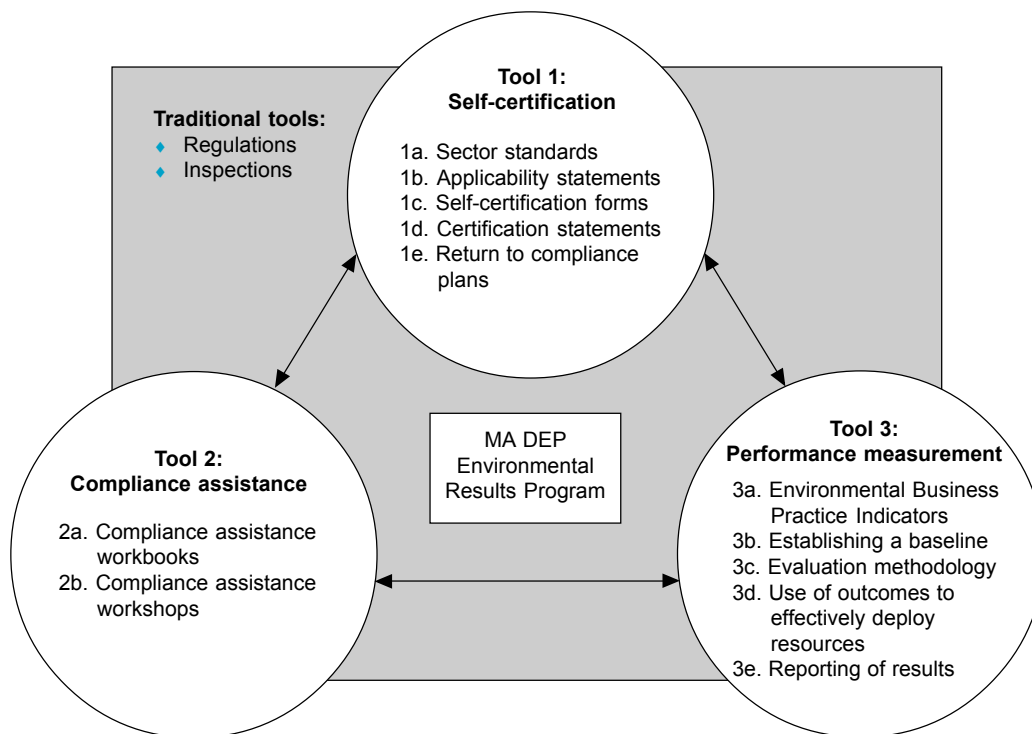 Tool 1:
Self-certification
1a. Sector standards
1b. Applicability statements
1c. Self-certification forms
1d. Certification statements
1e. Return to compliance
plans
Traditional tools:
♦ Regulations
♦ Inspections
MA DEP
Environmental
Results Program
Tool 2:
Compliance assistance
2a. Compliance assistance
workbooks
2b. Compliance assistance
workshops
Tool 3:
Performance measurement
3a. Environmental Business
Practice Indicators
3b. Establishing a baseline
3c. Evaluation methodology
3d. Use of outcomes to
effectively deploy
resources
3e. Reporting of results